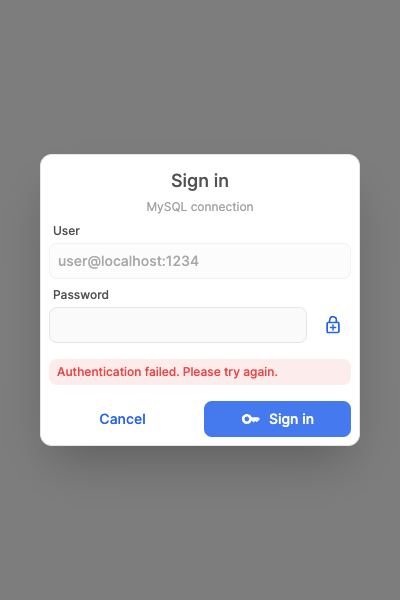 Sign in
MySQL connection
User
user@localhost:1234
Password
Authentication failed. Please try again.
Cancel
Sign in